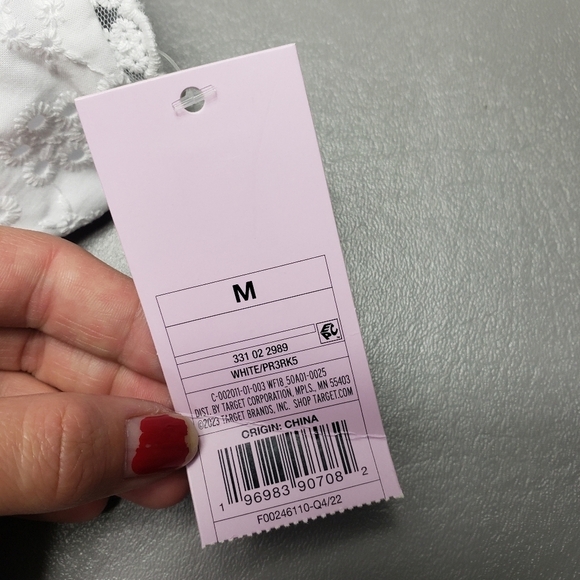 M
331 02 2989
WHITE/PR3RK5
C-002011-01-003 WF18 50A01-0025
DIST. BY TARGET CORPORATION, MPLS., MN 55403
©2023 TARGET BRANDS, INC. SHOP TARGET.COM
ORIGIN: CHINA
1 96983 90708 2
F00246110-Q4/22